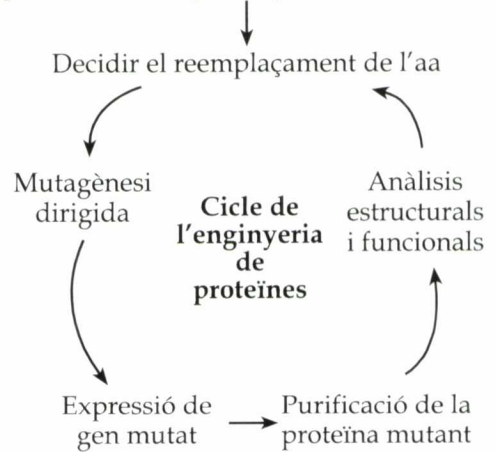 Decidir el reemplaçament de l'aa
Mutagènesi
dirigida
Cicle de
l'enginyeria
de
proteïnes
Anàlisis
estructurals
i funcionals
Expressió de
gen mutat
Purificació de la
proteïna mutant